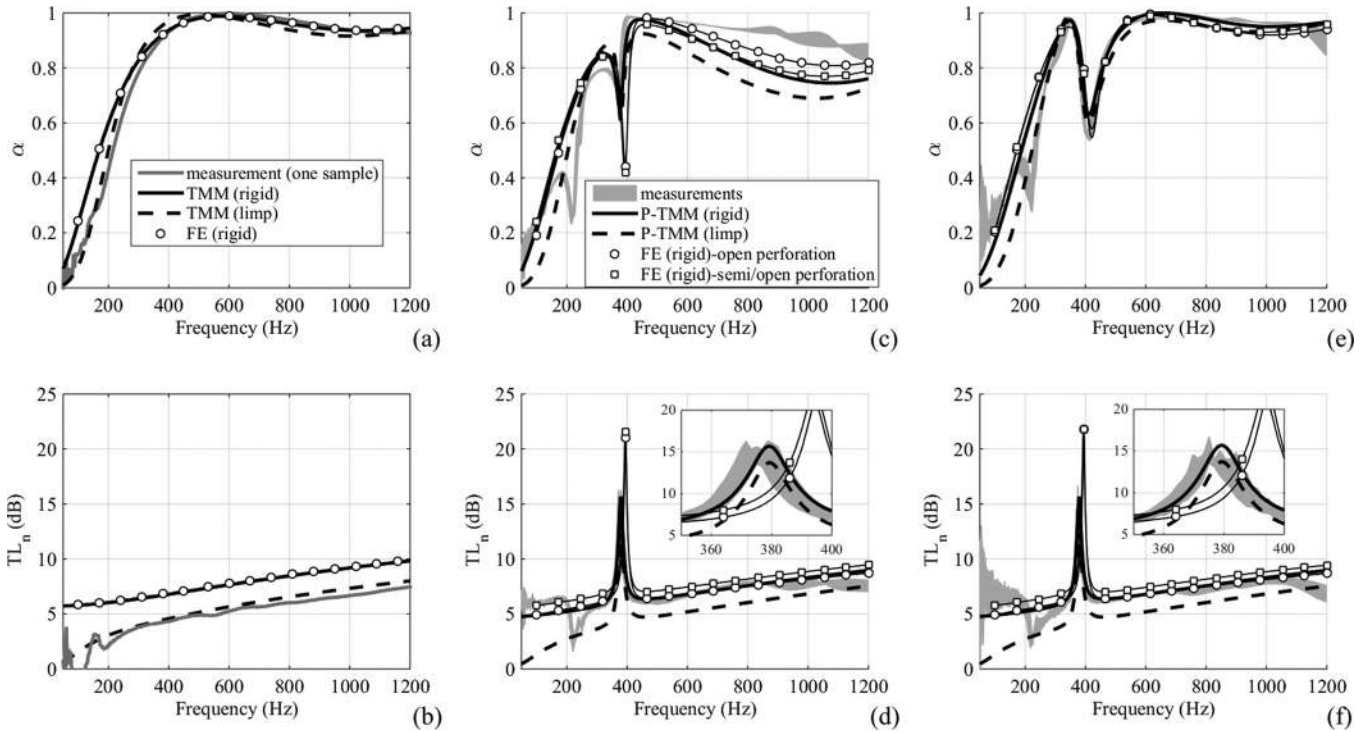 1
0.8
0.6
0.4
0.2
0
α
measurement (one sample)
TMM (rigid)
TMM (limp)
FE (rigid)
200 400 600 800 1000 1200
Frequency (Hz)
(a)
1
0.8
0.6
0.4
0.2
0
α
measurements
P-TMM (rigid)
P-TMM (limp)
FE (rigid)-open perforation
FE (rigid)-semi/open perforation
200 400 600 800 1000 1200
Frequency (Hz)
(c)
1
0.8
0.6
0.4
0.2
0
α
200 400 600 800 1000 1200
Frequency (Hz)
(e)
25
20
15
10
5
0
TLn (dB)
200 400 600 800 1000 1200
Frequency (Hz)
(b)
25
20
15
10
5
0
TLn (dB)
20
15
10
5
360 380 400
200 400 600 800 1000 1200
Frequency (Hz)
(d)
25
20
15
10
5
0
TLn (dB)
20
15
10
5
360 380 400
200 400 600 800 1000 1200
Frequency (Hz)
(f)